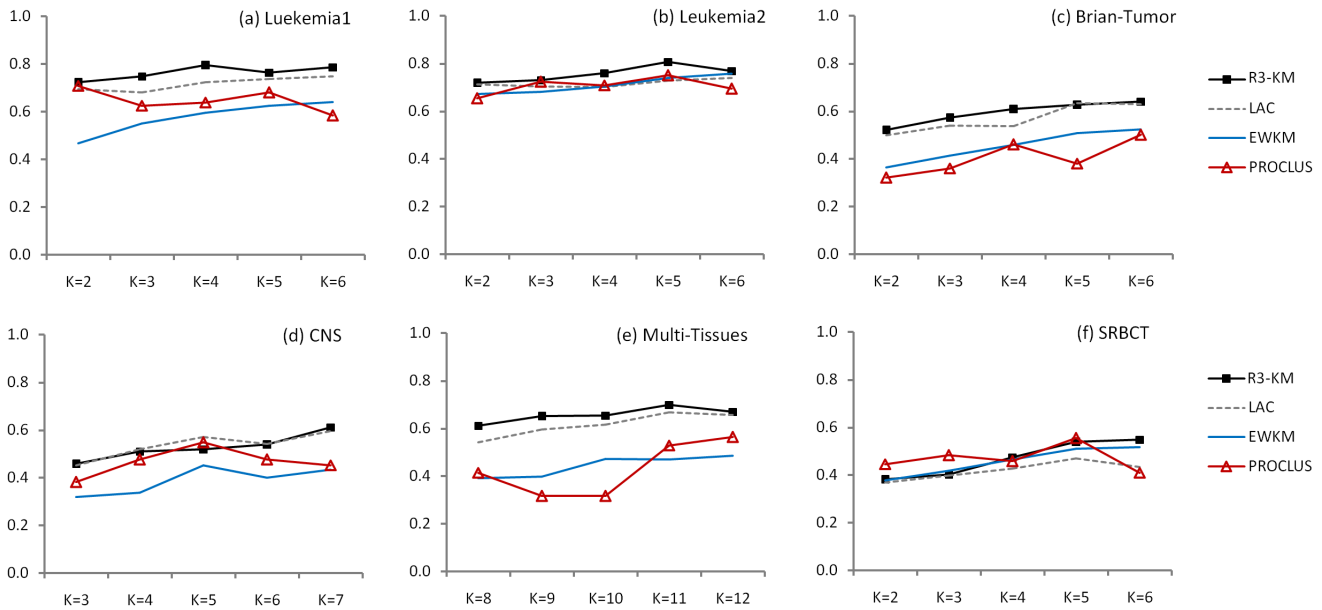 (a) Luekemia1
1.0
0.8
0.6
0.4
0.2
0.0
K=2 K=3 K=4 K=5 K=6
(b) Leukemia2
1.0
0.8
0.6
0.4
0.2
0.0
K=2 K=3 K=4 K=5 K=6
(c) Brian-Tumor
1.0
0.8
0.6
0.4
0.2
0.0
K=2 K=3 K=4 K=5 K=6
R3-KM
LAC
EWKM
PROCLUS
(d) CNS
1.0
0.8
0.6
0.4
0.2
0.0
K=3 K=4 K=5 K=6 K=7
(e) Multi-Tissues
1.0
0.8
0.6
0.4
0.2
0.0
K=8 K=9 K=10 K=11 K=12
(f) SRBCT
1.0
0.8
0.6
0.4
0.2
0.0
K=2 K=3 K=4 K=5 K=6
R3-KM
LAC
EWKM
PROCLUS